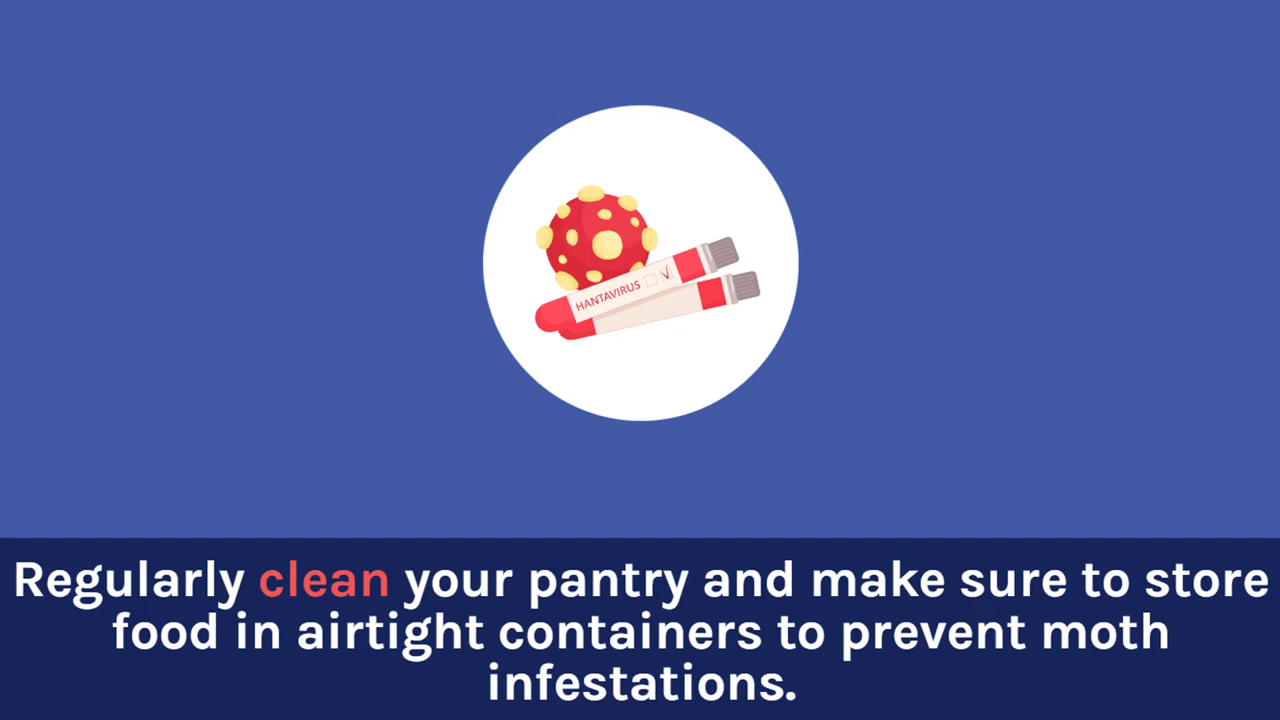 HANTAVIRUS
Regularly clean your pantry and make sure to store
food in airtight containers to prevent moth
infestations.